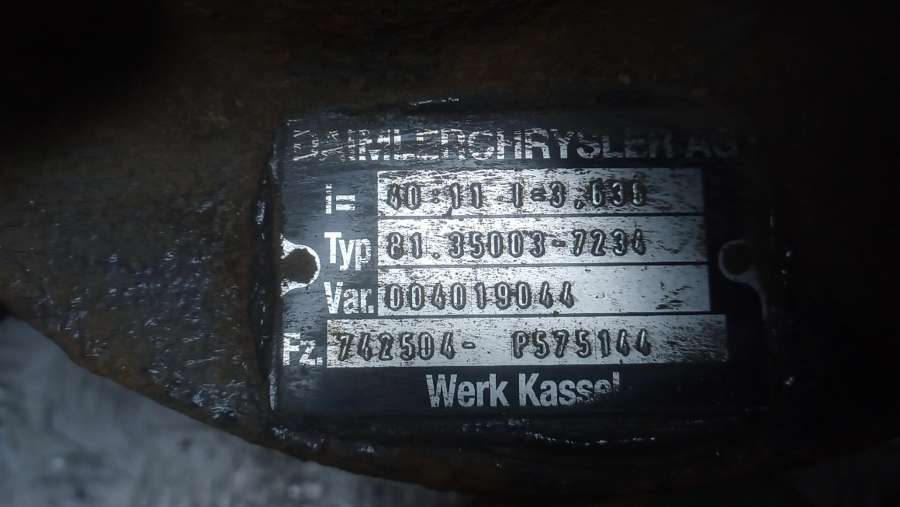 DAIMLERCHRYSLER AG
i= 40:11 I=3,636
Typ 81.35003-7234
Var. 004019044
Fz. 742504- P575144
Werk Kassel